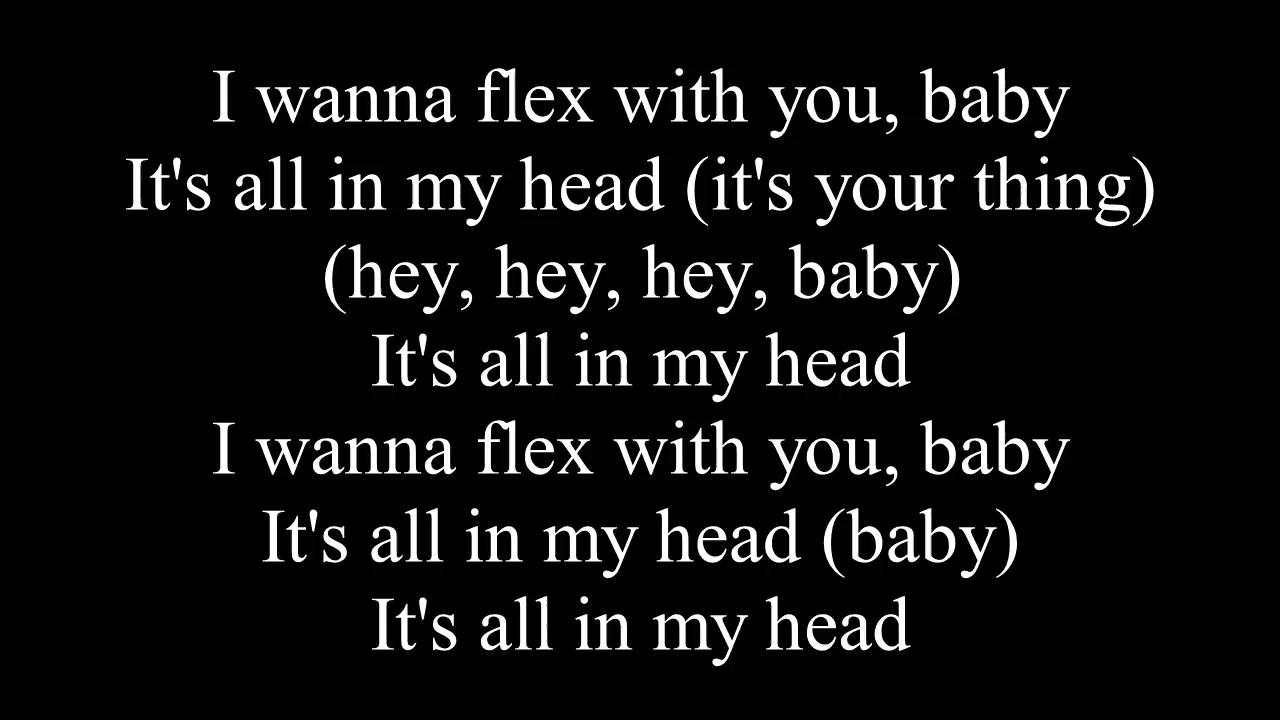 I wanna flex with you, baby
It's all in my head (it's your thing)
(hey, hey, hey, baby)
It's all in my head
I wanna flex with you, baby
It's all in my head (baby)
It's all in my head